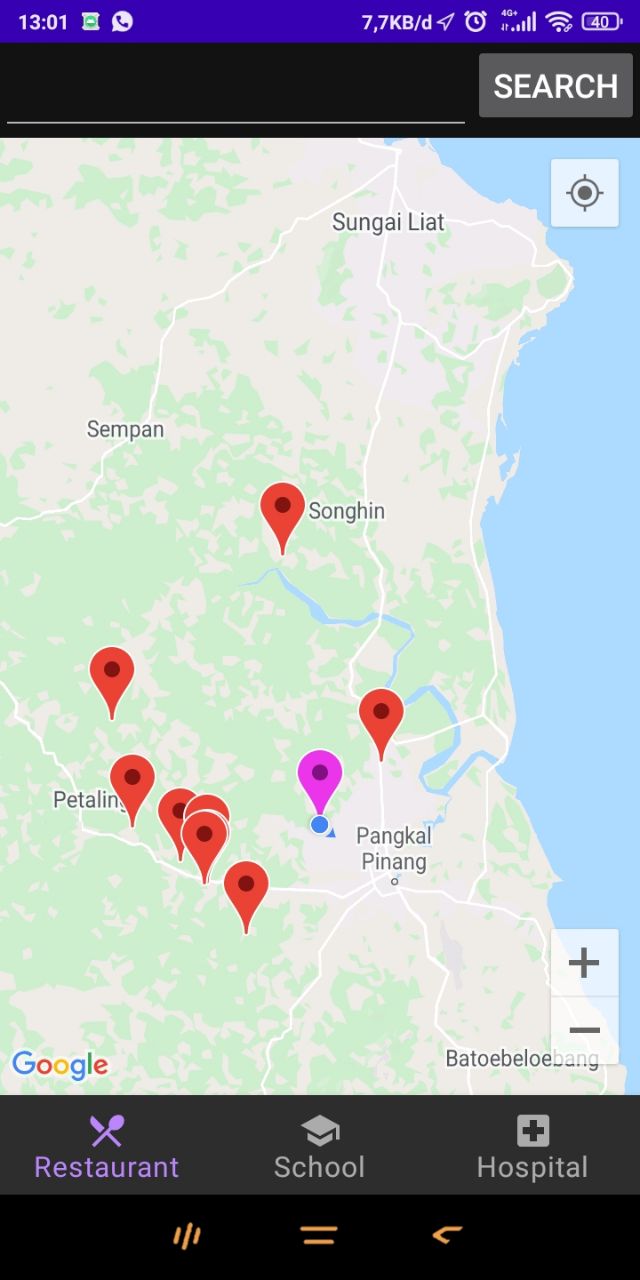 13:01
7,7KB/d
4G+
40
SEARCH
Sungai Liat
Sempan
Songhin
Petaling
Pangkal
Pinang
Batoebeloebang
Google
Restaurant
School
Hospital